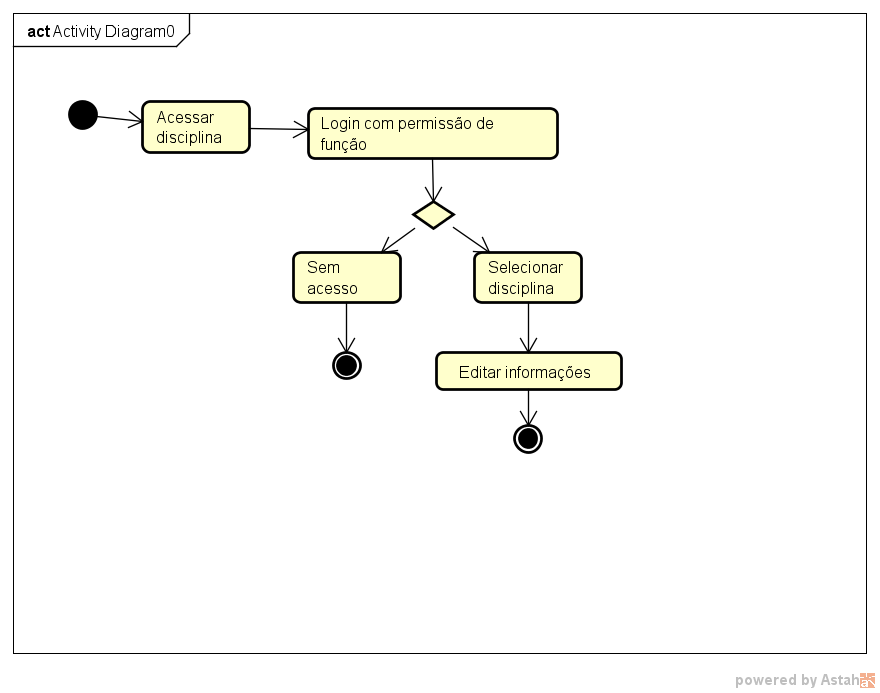 act Activity Diagram0
Acessar
disciplina
Login com permissão de
função
Sem
acesso
Selecionar
disciplina
Editar informações
powered by Astah